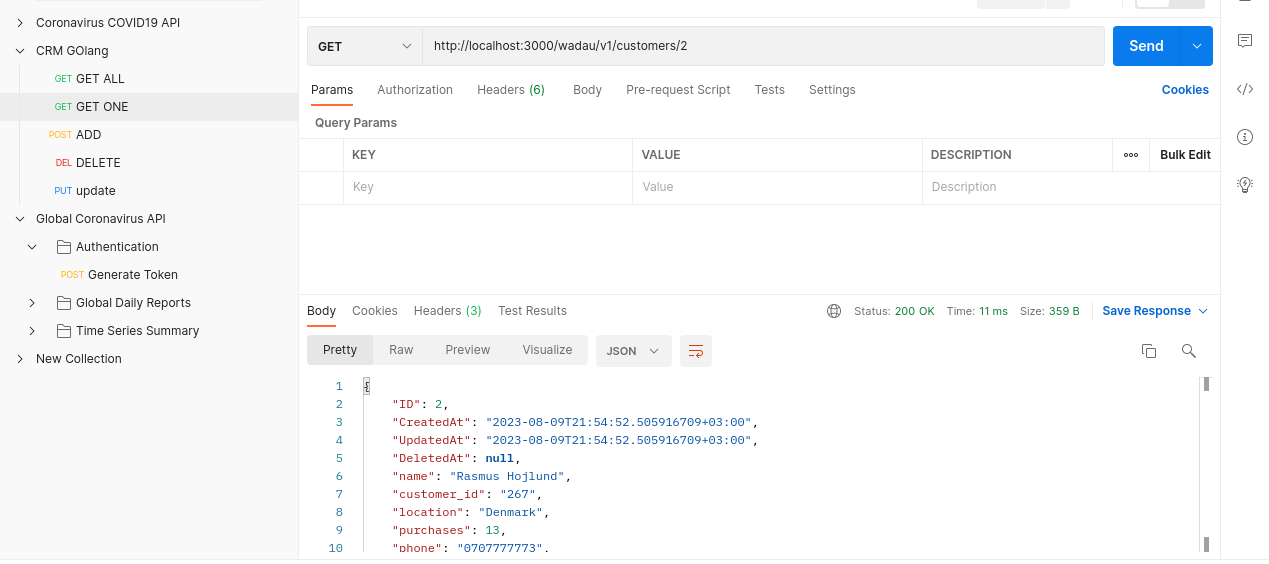 Coronavirus COVID19 API
CRM GOlang
GET GET ALL
GET GET ONE
POST ADD
DEL DELETE
PUT update
Global Coronavirus API
Authentication
POST Generate Token
Global Daily Reports
Time Series Summary
New Collection
GET http://localhost:3000/wadau/v1/customers/2 Send
Params Authorization Headers (6) Body Pre-request Script Tests Settings Cookies
Query Params
KEY VALUE DESCRIPTION ooo Bulk Edit
Key Value Description
Body Cookies Headers (3) Test Results Status: 200 OK Time: 11 ms Size: 359 B Save Response
Pretty Raw Preview Visualize JSON
1 {
2 "ID": 2,
3 "CreatedAt": "2023-08-09T21:54:52.505916709+03:00",
4 "UpdatedAt": "2023-08-09T21:54:52.505916709+03:00",
5 "DeletedAt": null,
6 "name": "Rasmus Hojlund",
7 "customer_id": "267",
8 "location": "Denmark",
9 "purchases": 13,
10 "phone": "0707777773",